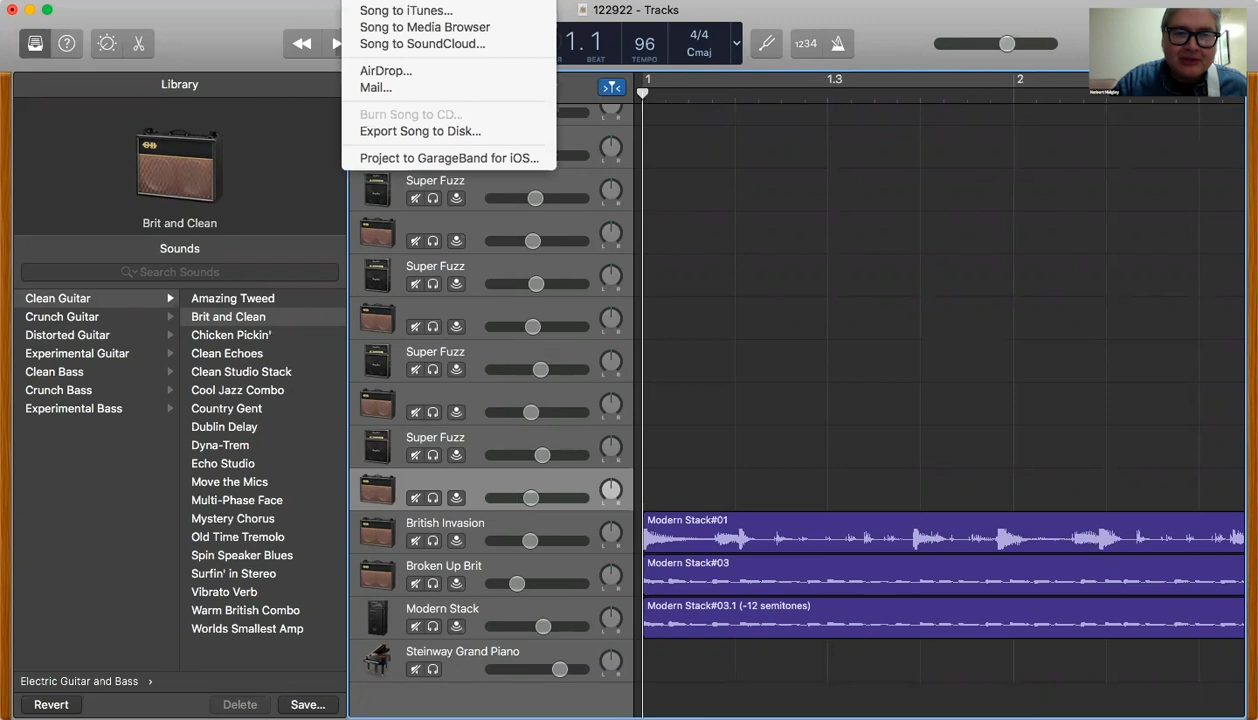 122922 - Tracks
Song to iTunes...
Song to Media Browser
Song to SoundCloud...
AirDrop...
Mail...
Burn Song to CD...
Export Song to Disk...
Project to GarageBand for iOS...
1.1
96
TEMPO
4/4
Cmaj
1234
Library
Brit and Clean
Sounds
Search Sounds
Clean Guitar
Crunch Guitar
Distorted Guitar
Experimental Guitar
Clean Bass
Crunch Bass
Experimental Bass
Amazing Tweed
Brit and Clean
Chicken Pickin'
Clean Echoes
Clean Studio Stack
Cool Jazz Combo
Country Gent
Dublin Delay
Dyna-Trem
Echo Studio
Move the Mics
Multi-Phase Face
Mystery Chorus
Old Time Tremolo
Spin Speaker Blues
Surfin' in Stereo
Vibrato Verb
Warm British Combo
Worlds Smallest Amp
Electric Guitar and Bass
Revert
Delete
Save...
Super Fuzz
L R
L R
Super Fuzz
L R
L R
Super Fuzz
L R
L R
Super Fuzz
L R
L R
British Invasion
L R
Broken Up Brit
L R
Modern Stack
L R
Steinway Grand Piano
L R
1
1.3
2
Modern Stack#01
Modern Stack#03
Modern Stack#03.1 (-12 semitones)